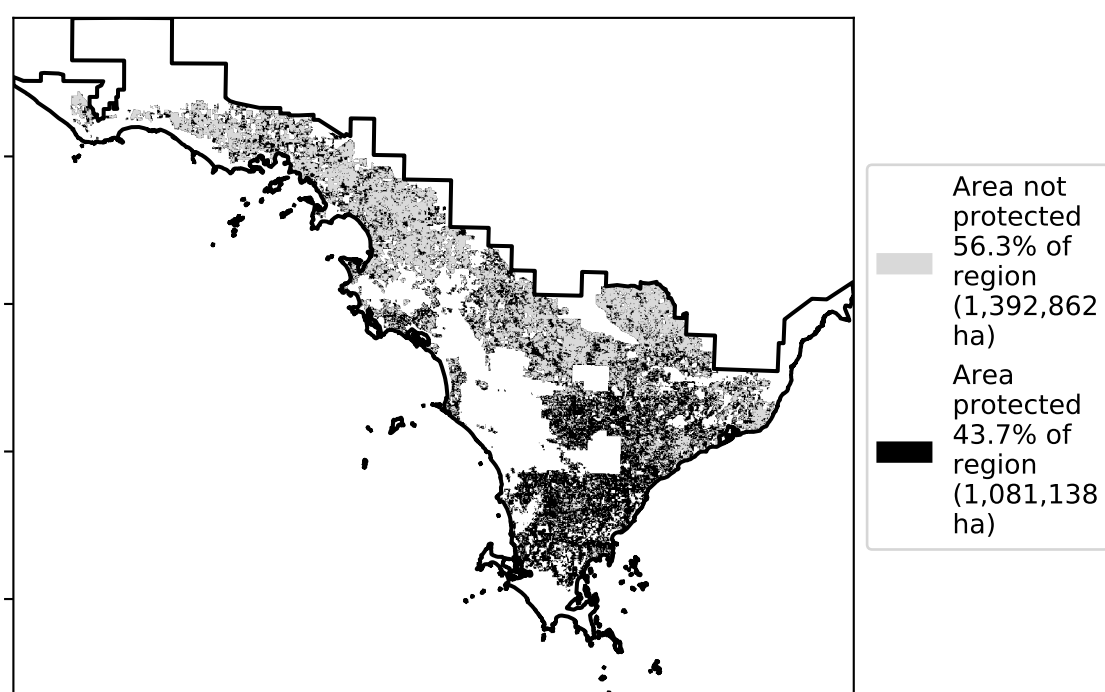 Area not
protected
56.3% of
region
(1,392,862
ha)
Area
protected
43.7% of
region
(1,081,138
ha)